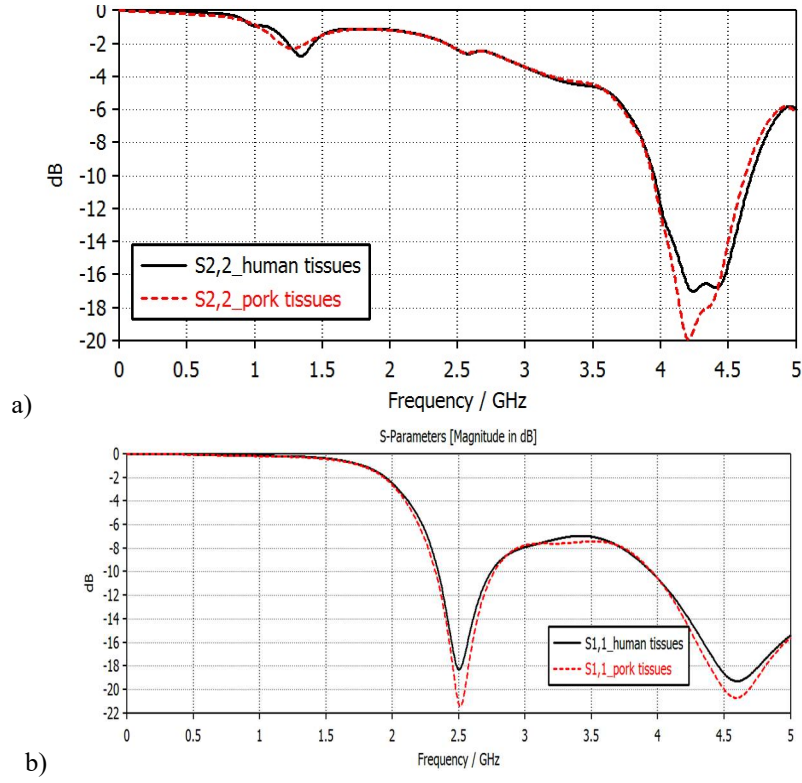 0
-2
-4
-6
-8
-10
-12
-14
-16
-18
-20
dB
S2,2_human tissues
S2,2_pork tissues
0 0.5 1 1.5 2 2.5 3 3.5 4 4.5 5
Frequency / GHz
a)
S-Parameters [Magnitude in dB]
0
-2
-4
-6
-8
-10
-12
-14
-16
-18
-20
-22
dB
S1,1_human tissues
S1,1_pork tissues
0 0.5 1 1.5 2 2.5 3 3.5 4 4.5 5
Frequency / GHz
b)